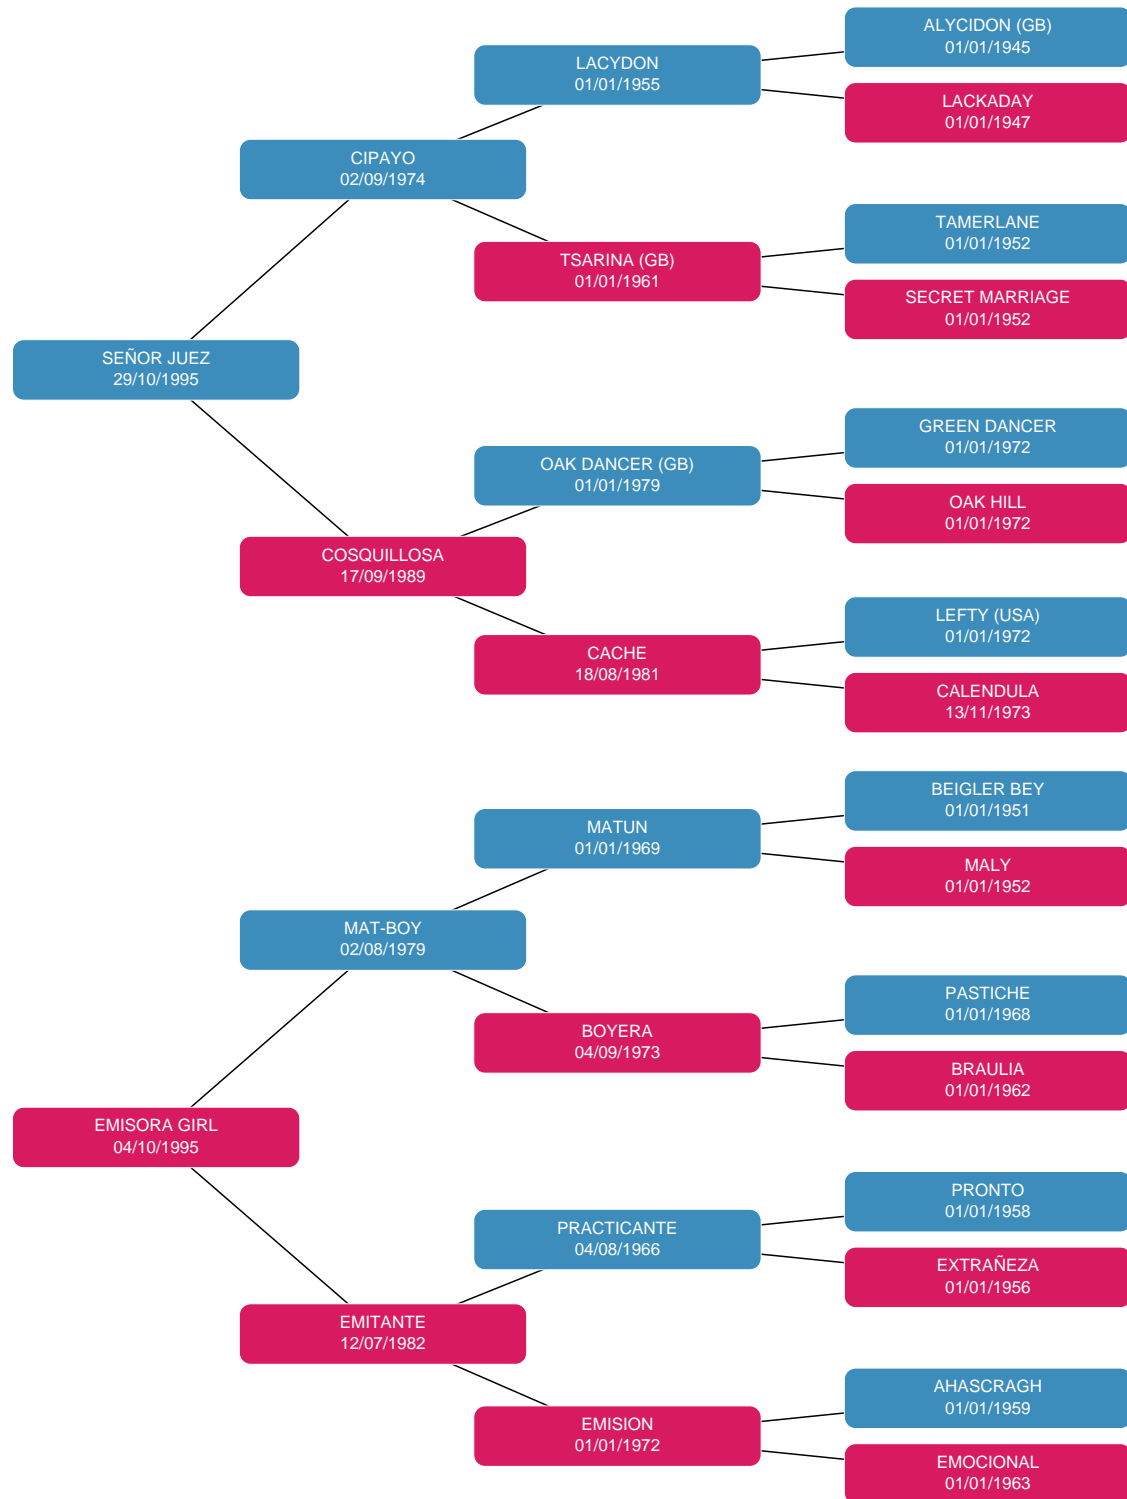 ALYCIDON (GB)
01/01/1945
LACYDON
01/01/1955
LACKADAY
01/01/1947
CIPAYO
02/09/1974
TAMERLANE
01/01/1952
TSARINA (GB)
01/01/1961
SECRET MARRIAGE
01/01/1952
SEÑOR JUEZ
29/10/1995
GREEN DANCER
01/01/1972
OAK DANCER (GB)
01/01/1979
OAK HILL
01/01/1972
COSQUILLOSA
17/09/1989
LEFTY (USA)
01/01/1972
CACHE
18/08/1981
CALENDULA
13/11/1973
BEIGLER BEY
01/01/1951
MATUN
01/01/1969
MALY
01/01/1952
MAT-BOY
02/08/1979
PASTICHE
01/01/1968
BOYERA
04/09/1973
BRAULIA
01/01/1962
EMISORA GIRL
04/10/1995
PRONTO
01/01/1958
PRACTICANTE
04/08/1966
EXTRAÑEZA
01/01/1956
EMITANTE
12/07/1982
AHASCRAGH
01/01/1959
EMISION
01/01/1972
EMOCIONAL
01/01/1963